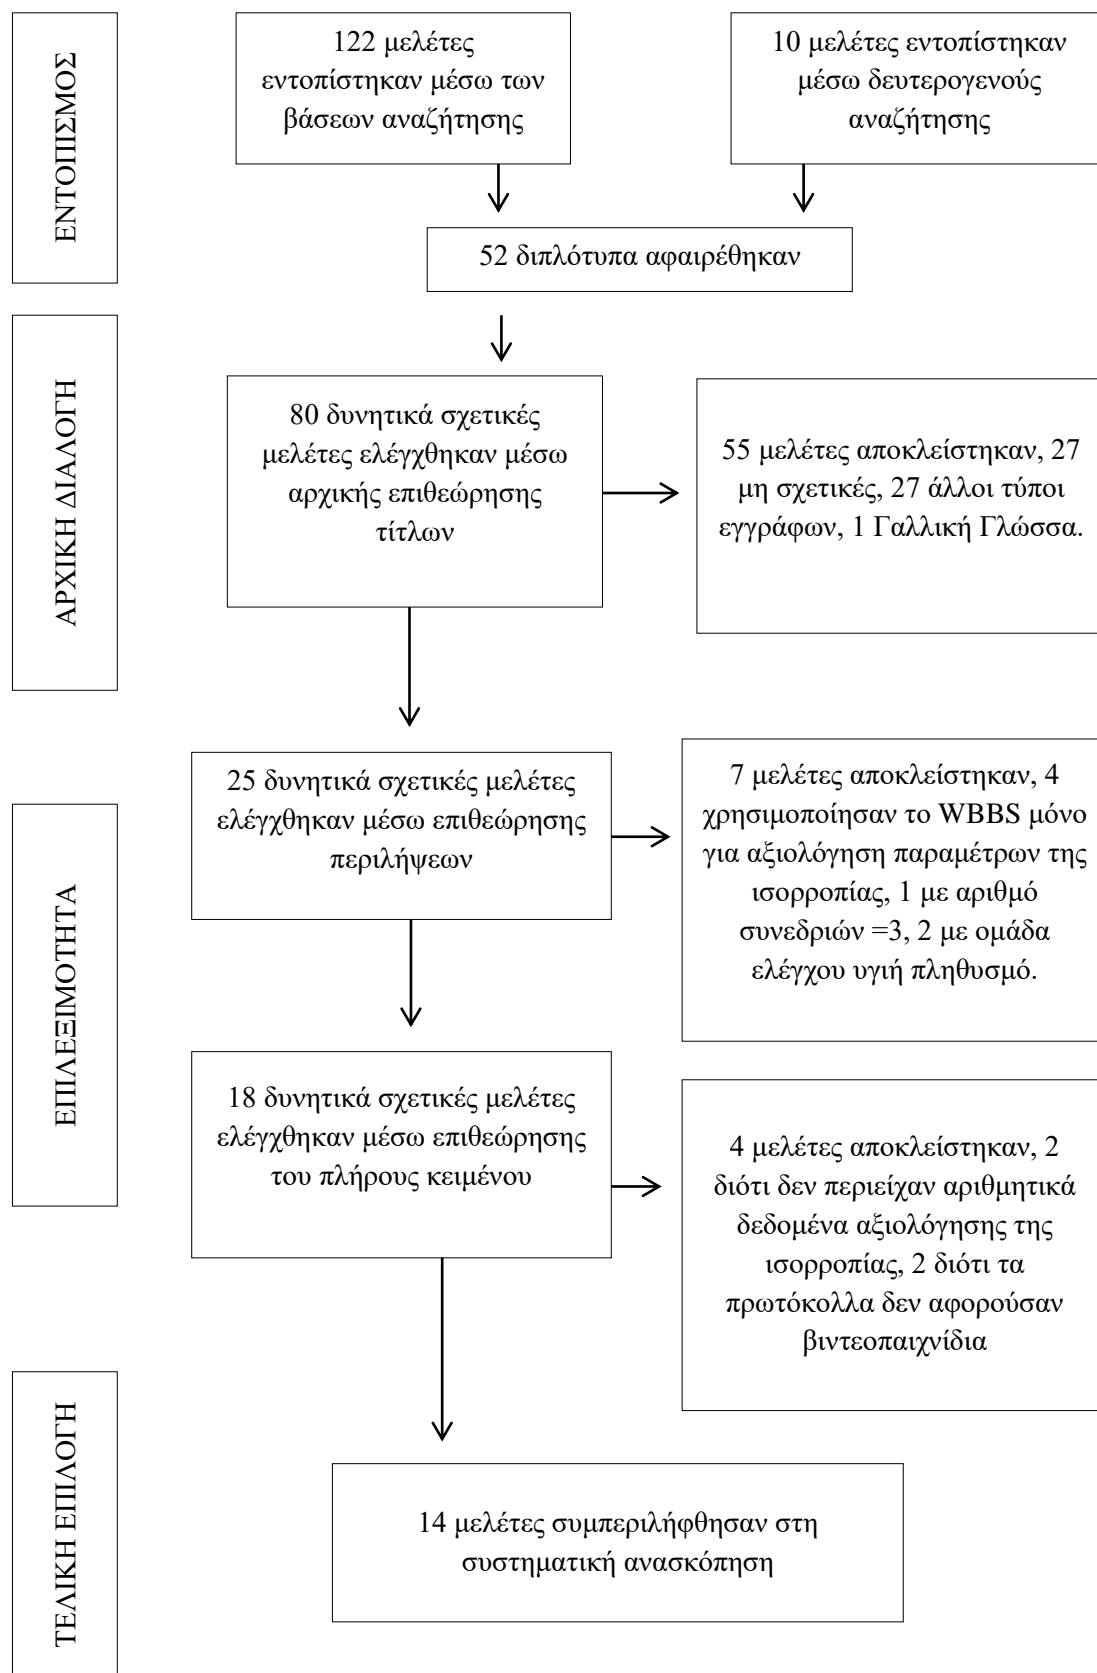 ΕΝΤΟΠΙΣΜΟΣ
122 μελέτες
εντοπίστηκαν μέσω των
βάσεων αναζήτησης
10 μελέτες εντοπίστηκαν
μέσω δευτερογενούς
αναζήτησης
52 διπλότυπα αφαιρέθηκαν
ΑΡΧΙΚΗ ΔΙΑΛΟΓΗ
80 δυνητικά σχετικές
μελέτες ελέγχθηκαν μέσω
αρχικής επιθεώρησης
τίτλων
55 μελέτες αποκλείστηκαν, 27
μη σχετικές, 27 άλλοι τύποι
εγγράφων, 1 Γαλλική Γλώσσα.
ΕΠΙΛΕΞΙΜΟΤΗΤΑ
25 δυνητικά σχετικές μελέτες
ελέγχθηκαν μέσω επιθεώρησης
περιλήψεων
7 μελέτες αποκλείστηκαν, 4
χρησιμοποίησαν το WBBS μόνο
για αξιολόγηση παραμέτρων της
ισορροπίας, 1 με αριθμό
συνεδριών =3, 2 με ομάδα
ελέγχου υγιή πληθυσμό.
18 δυνητικά σχετικές μελέτες
ελέγχθηκαν μέσω επιθεώρησης
του πλήρους κειμένου
4 μελέτες αποκλείστηκαν, 2
διότι δεν περιείχαν αριθμητικά
δεδομένα αξιολόγησης της
ισορροπίας, 2 διότι τα
πρωτόκολλα δεν αφορούσαν
βιντεοπαιχνίδια
ΤΕΛΙΚΗ ΕΠΙΛΟΓΗ
14 μελέτες συμπεριλήφθησαν στη
συστηματική ανασκόπηση